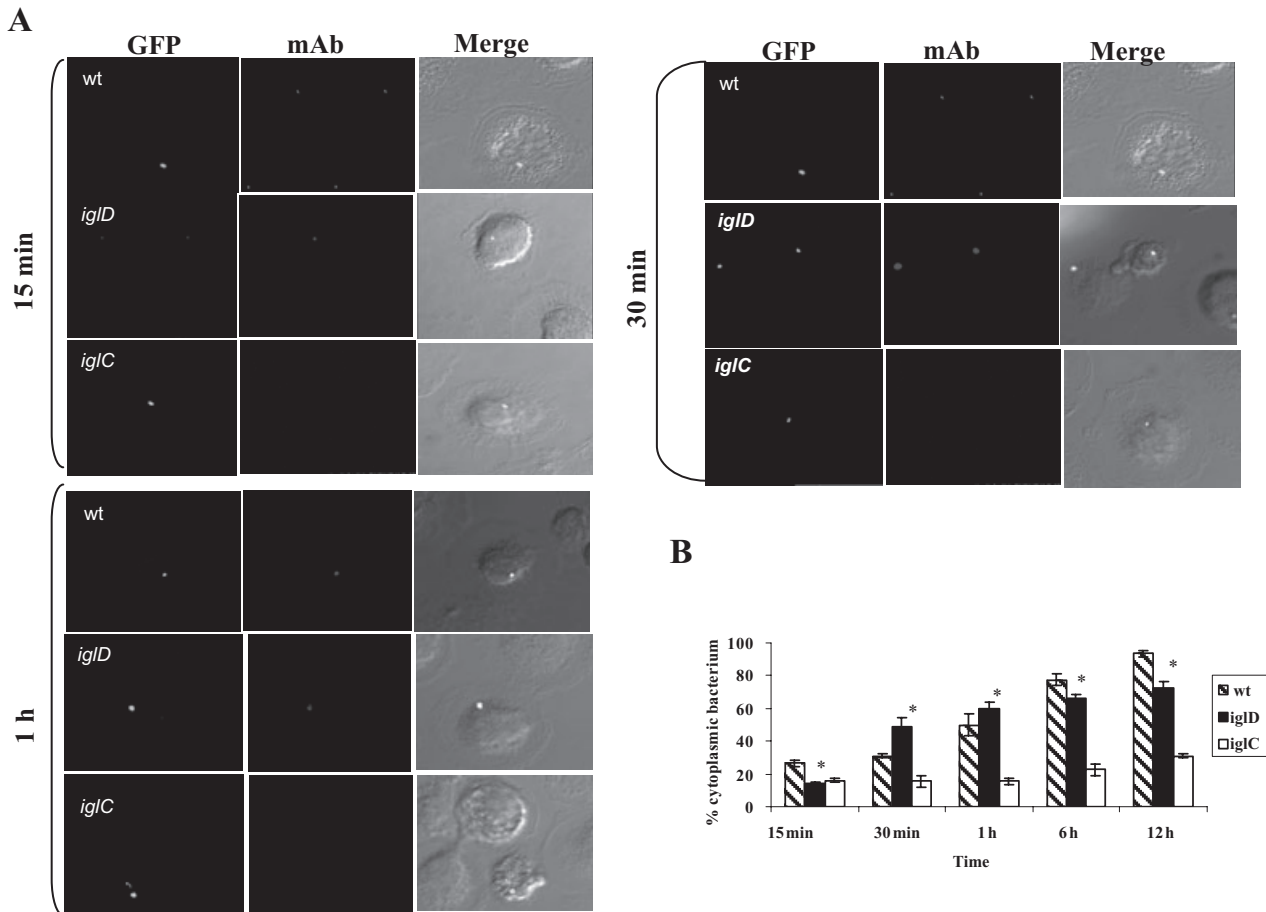 A
GFP mAb Merge
15 min
wt
iglD
iglC
GFP mAb Merge
30 min
wt
iglD
iglC
1 h
wt
iglD
iglC
B
% cytoplasmic bacterium
100
80
60
40
20
0
* * * * *
15 min 30 min 1 h 6 h 12 h
Time
wt
iglD
iglC